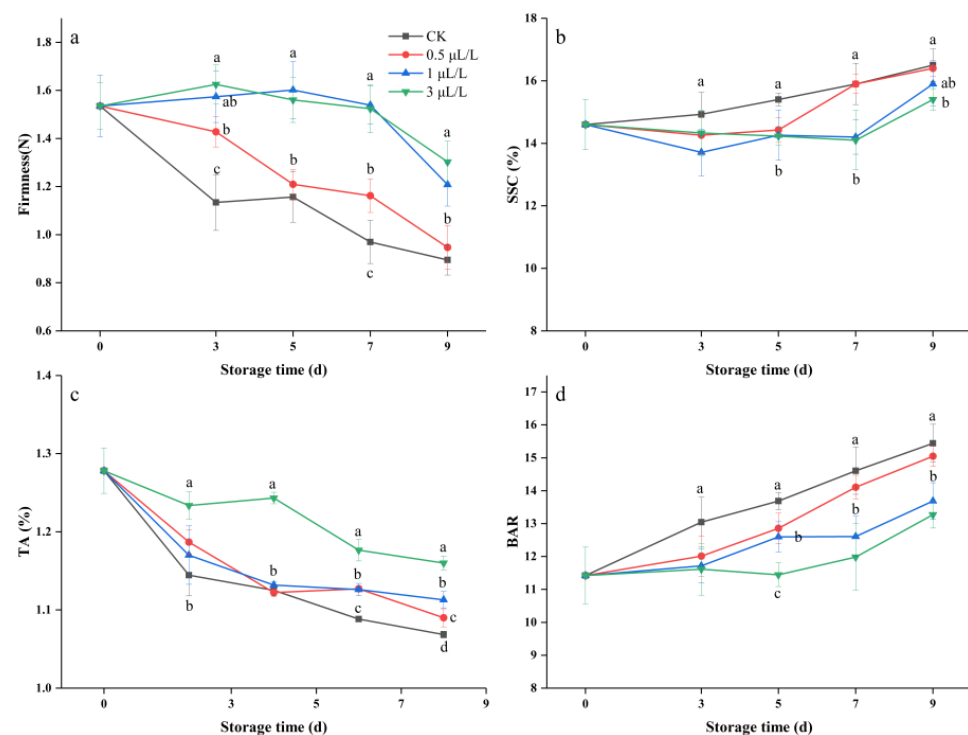 a
CK
0.5 μL/L
1 μL/L
3 μL/L
1.8
1.6
1.4
1.2
1.0
0.8
0.6
Firmness(N)
a
ab
b
c
a
b
a
b
c
a
b
0
3
5
7
9
Storage time (d)
b
18
16
14
12
10
8
SSC (%)
a
a
b
a
b
a
ab
b
0
3
5
7
9
Storage time (d)
c
1.4
1.3
1.2
1.1
1.0
TA (%)
a
b
a
b
a
b
c
a
b
c
d
0
3
5
7
9
Storage time (d)
d
17
16
15
14
13
12
11
10
9
8
BAR
a
a
b
c
a
b
a
b
0
3
5
7
9
Storage time (d)